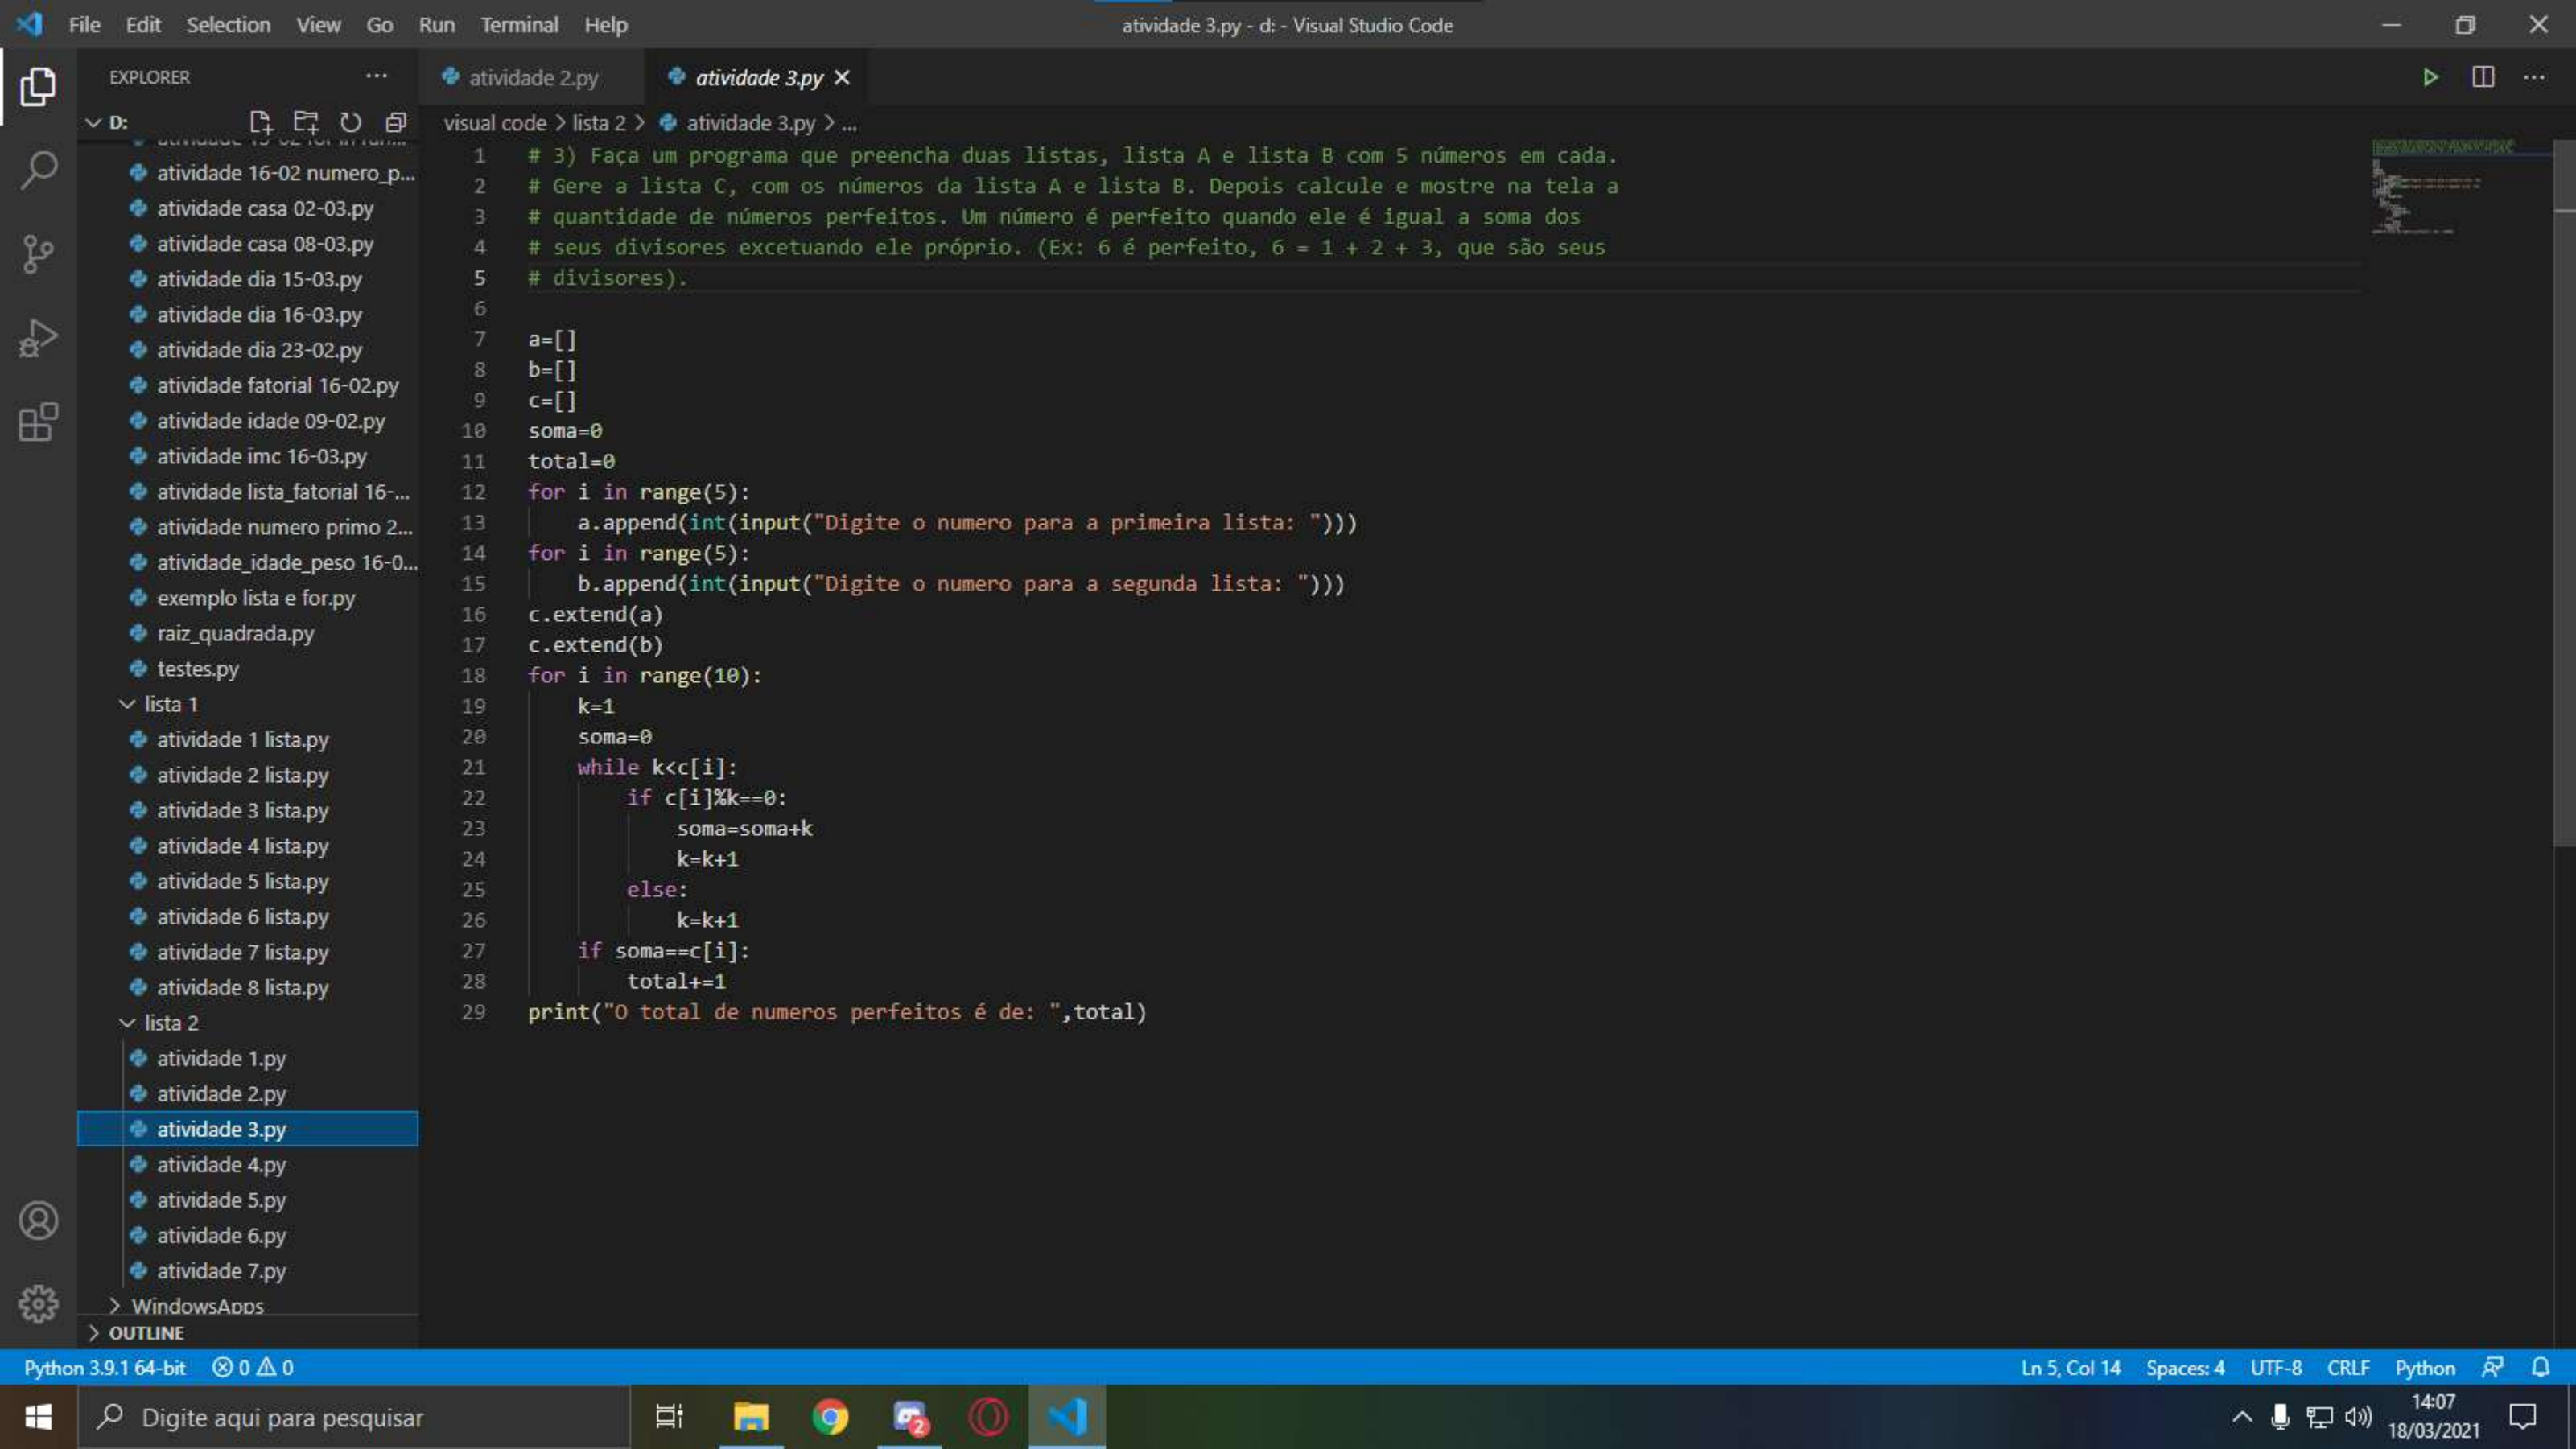 File Edit Selection View Go Run Terminal Help
atividade 3.py - d: - Visual Studio Code
EXPLORER
D:
atividade 16-02 numero_p...
atividade casa 02-03.py
atividade casa 08-03.py
atividade dia 15-03.py
atividade dia 16-03.py
atividade dia 23-02.py
atividade fatorial 16-02.py
atividade idade 09-02.py
atividade imc 16-03.py
atividade lista_fatorial 16-...
atividade numero primo 2...
atividade_idade_peso 16-0...
exemplo lista e for.py
raiz_quadrada.py
testes.py
lista 1
atividade 1 lista.py
atividade 2 lista.py
atividade 3 lista.py
atividade 4 lista.py
atividade 5 lista.py
atividade 6 lista.py
atividade 7 lista.py
atividade 8 lista.py
lista 2
atividade 1.py
atividade 2.py
atividade 3.py
atividade 4.py
atividade 5.py
atividade 6.py
atividade 7.py
WindowsApps
OUTLINE
atividade 2.py
atividade 3.py
visual code > lista 2 > atividade 3.py > ...
1 # 3) Faça um programa que preencha duas listas, lista A e lista B com 5 números em cada.
2 # Gere a lista C, com os números da lista A e lista B. Depois calcule e mostre na tela a
3 # quantidade de números perfeitos. Um número é perfeito quando ele é igual a soma dos
4 # seus divisores excetuando ele próprio. (Ex: 6 é perfeito, 6 = 1 + 2 + 3, que são seus
5 # divisores).
6
7 a=[]
8 b=[]
9 c=[]
10 soma=0
11 total=0
12 for i in range(5):
13     a.append(int(input("Digite o numero para a primeira lista: ")))
14 for i in range(5):
15     b.append(int(input("Digite o numero para a segunda lista: ")))
16 c.extend(a)
17 c.extend(b)
18 for i in range(10):
19     k=1
20     soma=0
21     while k<c[i]:
22         if c[i]%k==0:
23             soma=soma+k
24             k=k+1
25         else:
26             k=k+1
27     if soma==c[i]:
28         total+=1
29 print("O total de numeros perfeitos é de: ",total)
Python 3.9.1 64-bit 0 0
Ln 5, Col 14 Spaces: 4 UTF-8 CRLF Python
Digite aqui para pesquisar
2
14:07
18/03/2021